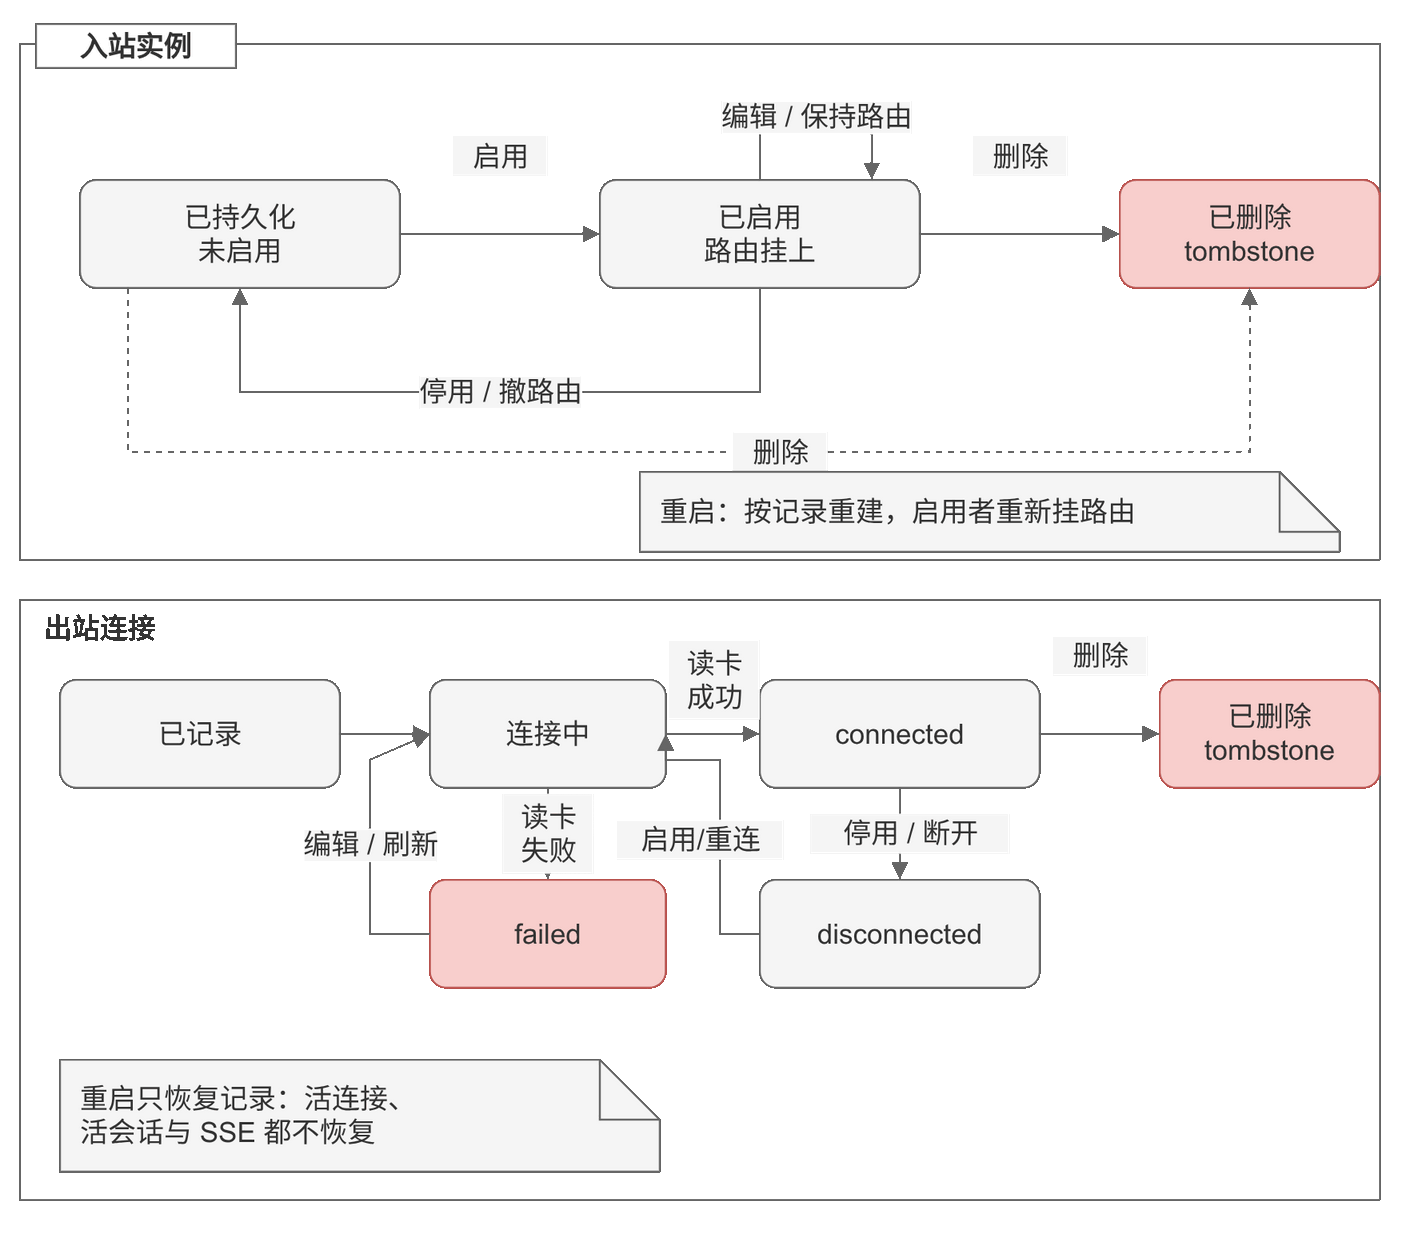 入站实例
编辑 / 保持路由
启用
删除
已持久化
未启用
已启用
路由挂上
已删除
tombstone
停用 / 撤路由
删除
重启：按记录重建，启用者重新挂路由
出站连接
读卡
成功
删除
已记录
连接中
connected
已删除
tombstone
编辑 / 刷新
读卡
失败
启用/重连
停用 / 断开
failed
disconnected
重启只恢复记录：活连接、
活会话与 SSE 都不恢复